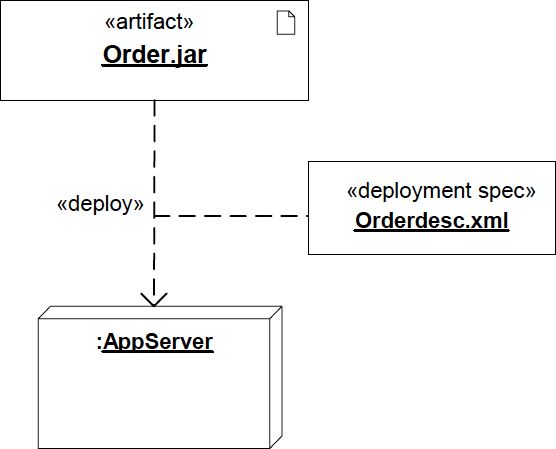 «artifact»
Order.jar
«deploy»
«deployment spec»
Orderdesc.xml
:AppServer